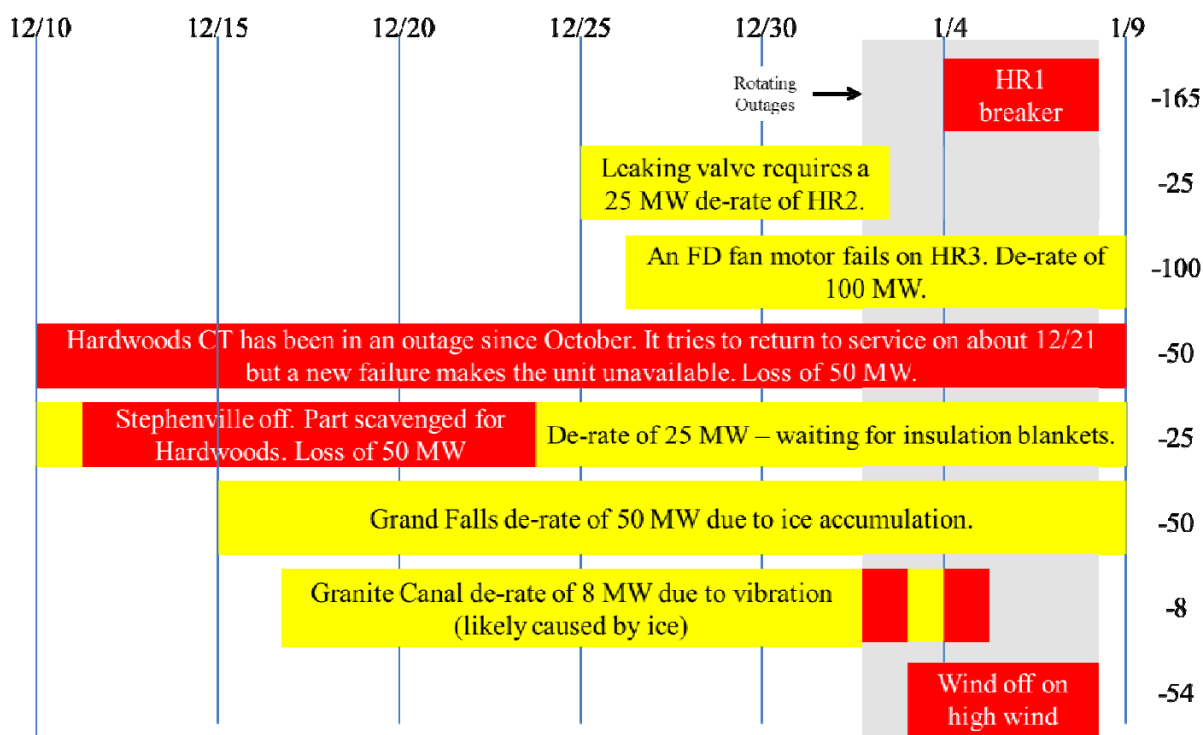 12/10 12/15 12/20 12/25 12/30 1/4 1/9
Rotating
Outages
HR1
breaker
-165
Leaking valve requires a
25 MW de-rate of HR2.
-25
An FD fan motor fails on HR3. De-rate of
100 MW.
-100
Hardwoods CT has been in an outage since October. It tries to return to service on about 12/21
but a new failure makes the unit unavailable. Loss of 50 MW.
-50
Stephenville off. Part scavenged for
Hardwoods. Loss of 50 MW
De-rate of 25 MW – waiting for insulation blankets.
-25
Grand Falls de-rate of 50 MW due to ice accumulation.
-50
Granite Canal de-rate of 8 MW due to vibration
(likely caused by ice)
-8
Wind off on
high wind
-54